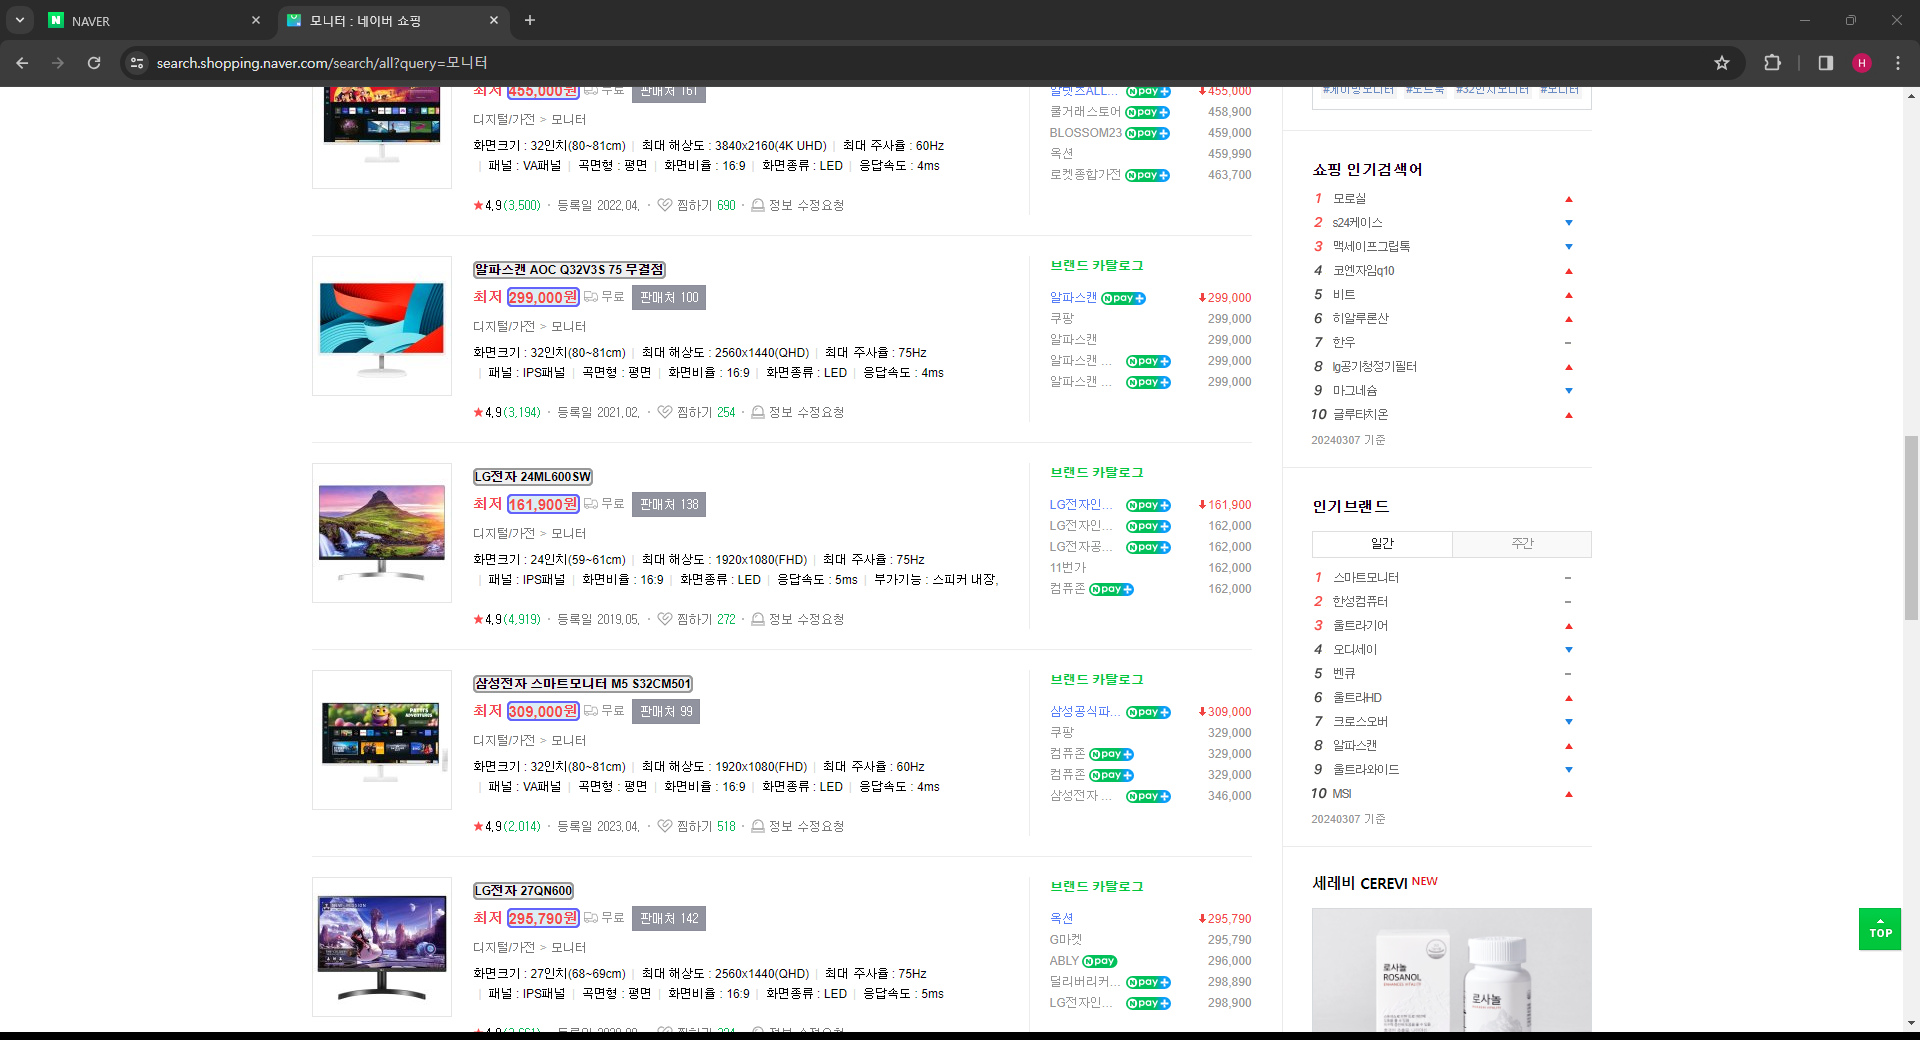 NAVER
모니터 : 네이버 쇼핑
search.shopping.naver.com/search/all?query=모니터
H
최저 455,000원 무료 판매처 161
디지털/가전 > 모니터
화면크기 : 32인치(80~81cm) | 최대 해상도 : 3840x2160(4K UHD) | 최대 주사율 : 60Hz
| 패널 : VA패널 | 곡면형 : 평면 | 화면비율 : 16:9 | 화면종류 : LED | 응답속도 : 4ms
★4.9(3,500) · 등록일 2022.04. · 찜하기 690 · 정보 수정요청
알뜻즈ALL... N pay+ 455,000
쿨거래스토어 N pay+ 458,900
BLOSSOM23 N pay+ 459,000
옥션 459,990
로켓종합가전 N pay+ 463,700
알파스캔 AOC Q32V3S 75 무결점
최저 299,000원 무료 판매처 100
디지털/가전 > 모니터
화면크기 : 32인치(80~81cm) | 최대 해상도 : 2560x1440(QHD) | 최대 주사율 : 75Hz
| 패널 : IPS패널 | 곡면형 : 평면 | 화면비율 : 16:9 | 화면종류 : LED | 응답속도 : 4ms
★4.9(3,194) · 등록일 2021.02. · 찜하기 254 · 정보 수정요청
브랜드 카탈로그
알파스캔 N pay+ 299,000
쿠팡 299,000
알파스캔 299,000
알파스캔 ... N pay+ 299,000
알파스캔 ... N pay+ 299,000
LG전자 24ML600SW
최저 161,900원 무료 판매처 138
디지털/가전 > 모니터
화면크기 : 24인치(59~61cm) | 최대 해상도 : 1920x1080(FHD) | 최대 주사율 : 75Hz
| 패널 : IPS패널 | 화면비율 : 16:9 | 화면종류 : LED | 응답속도 : 5ms | 부가기능 : 스피커 내장,
★4.9(4,919) · 등록일 2019.05. · 찜하기 272 · 정보 수정요청
브랜드 카탈로그
LG전자인... N pay+ 161,900
LG전자인... N pay+ 162,000
LG전자공... N pay+ 162,000
11번가 162,000
컴퓨존 N pay+ 162,000
삼성전자 스마트모니터 M5 S32CM501
최저 309,000원 무료 판매처 99
디지털/가전 > 모니터
화면크기 : 32인치(80~81cm) | 최대 해상도 : 1920x1080(FHD) | 최대 주사율 : 60Hz
| 패널 : VA패널 | 곡면형 : 평면 | 화면비율 : 16:9 | 화면종류 : LED | 응답속도 : 4ms
★4.9(2,014) · 등록일 2023.04. · 찜하기 518 · 정보 수정요청
브랜드 카탈로그
삼성공식파... N pay+ 309,000
쿠팡 329,000
컴퓨존 N pay+ 329,000
컴퓨존 N pay+ 329,000
삼성전자 ... N pay+ 346,000
LG전자 27QN600
최저 295,790원 무료 판매처 142
디지털/가전 > 모니터
화면크기 : 27인치(68~69cm) | 최대 해상도 : 2560x1440(QHD) | 최대 주사율 : 75Hz
| 패널 : IPS패널 | 곡면형 : 평면 | 화면비율 : 16:9 | 화면종류 : LED | 응답속도 : 5ms
브랜드 카탈로그
옥션 295,790
G마켓 295,790
ABLY N pay 296,000
딜리버리커... N pay+ 298,890
LG전자인... N pay+ 298,900
#게이밍모니터 #노트북 #32인치모니터 #모니터
쇼핑 인기검색어
1 모로실
2 s24케이스
3 맥세이프그립톡
4 코엔자임q10
5 비트
6 히알루론산
7 한우
8 lg공기청정기필터
9 마그네슘
10 글루타치온
20240307 기준
인기브랜드
일간 주간
1 스마트모니터
2 한성컴퓨터
3 울트라기어
4 오디세이
5 벤큐
6 울트라HD
7 크로스오버
8 알파스캔
9 울트라와이드
10 MSI
20240307 기준
세레비 CEREVI NEW
로사놀
ROSANOL
로사놀
TOP